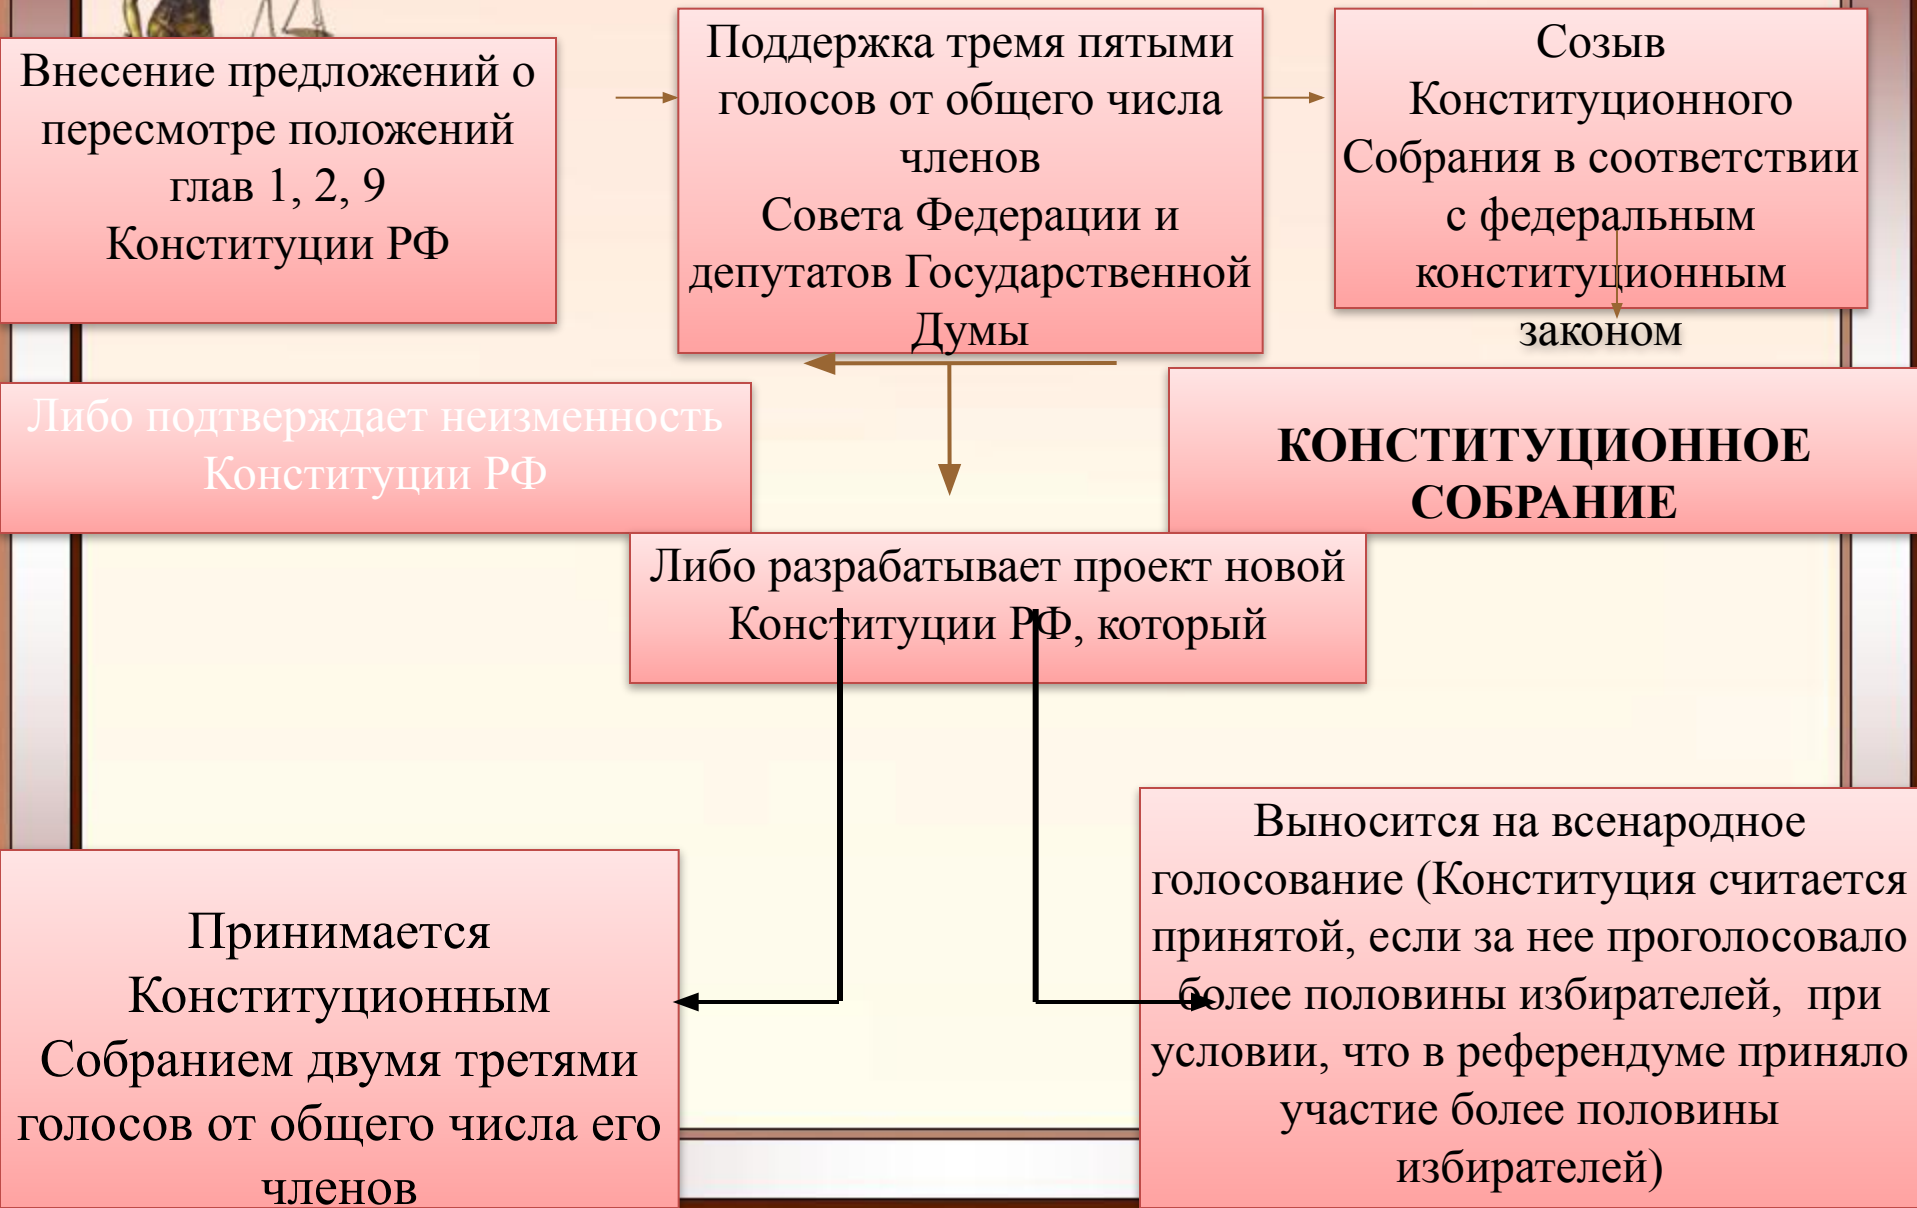 Внесение предложений о
пересмотре положений
глав 1, 2, 9
Конституции РФ
Поддержка тремя пятыми
голосов от общего числа
членов
Совета Федерации и
депутатов Государственной
Думы
Созыв
Конституционного
Собрания в соответствии
с федеральным
конституционным
законом
Либо подтверждает неизменность
Конституции РФ
КОНСТИТУЦИОННОЕ
СОБРАНИЕ
Либо разрабатывает проект новой
Конституции РФ, который
Принимается
Конституционным
Собранием двумя третями
голосов от общего числа его
членов
Выносится на всенародное
голосование (Конституция считается
принятой, если за нее проголосовало
более половины избирателей,  при
условии, что в референдуме приняло
участие более половины
избирателей)